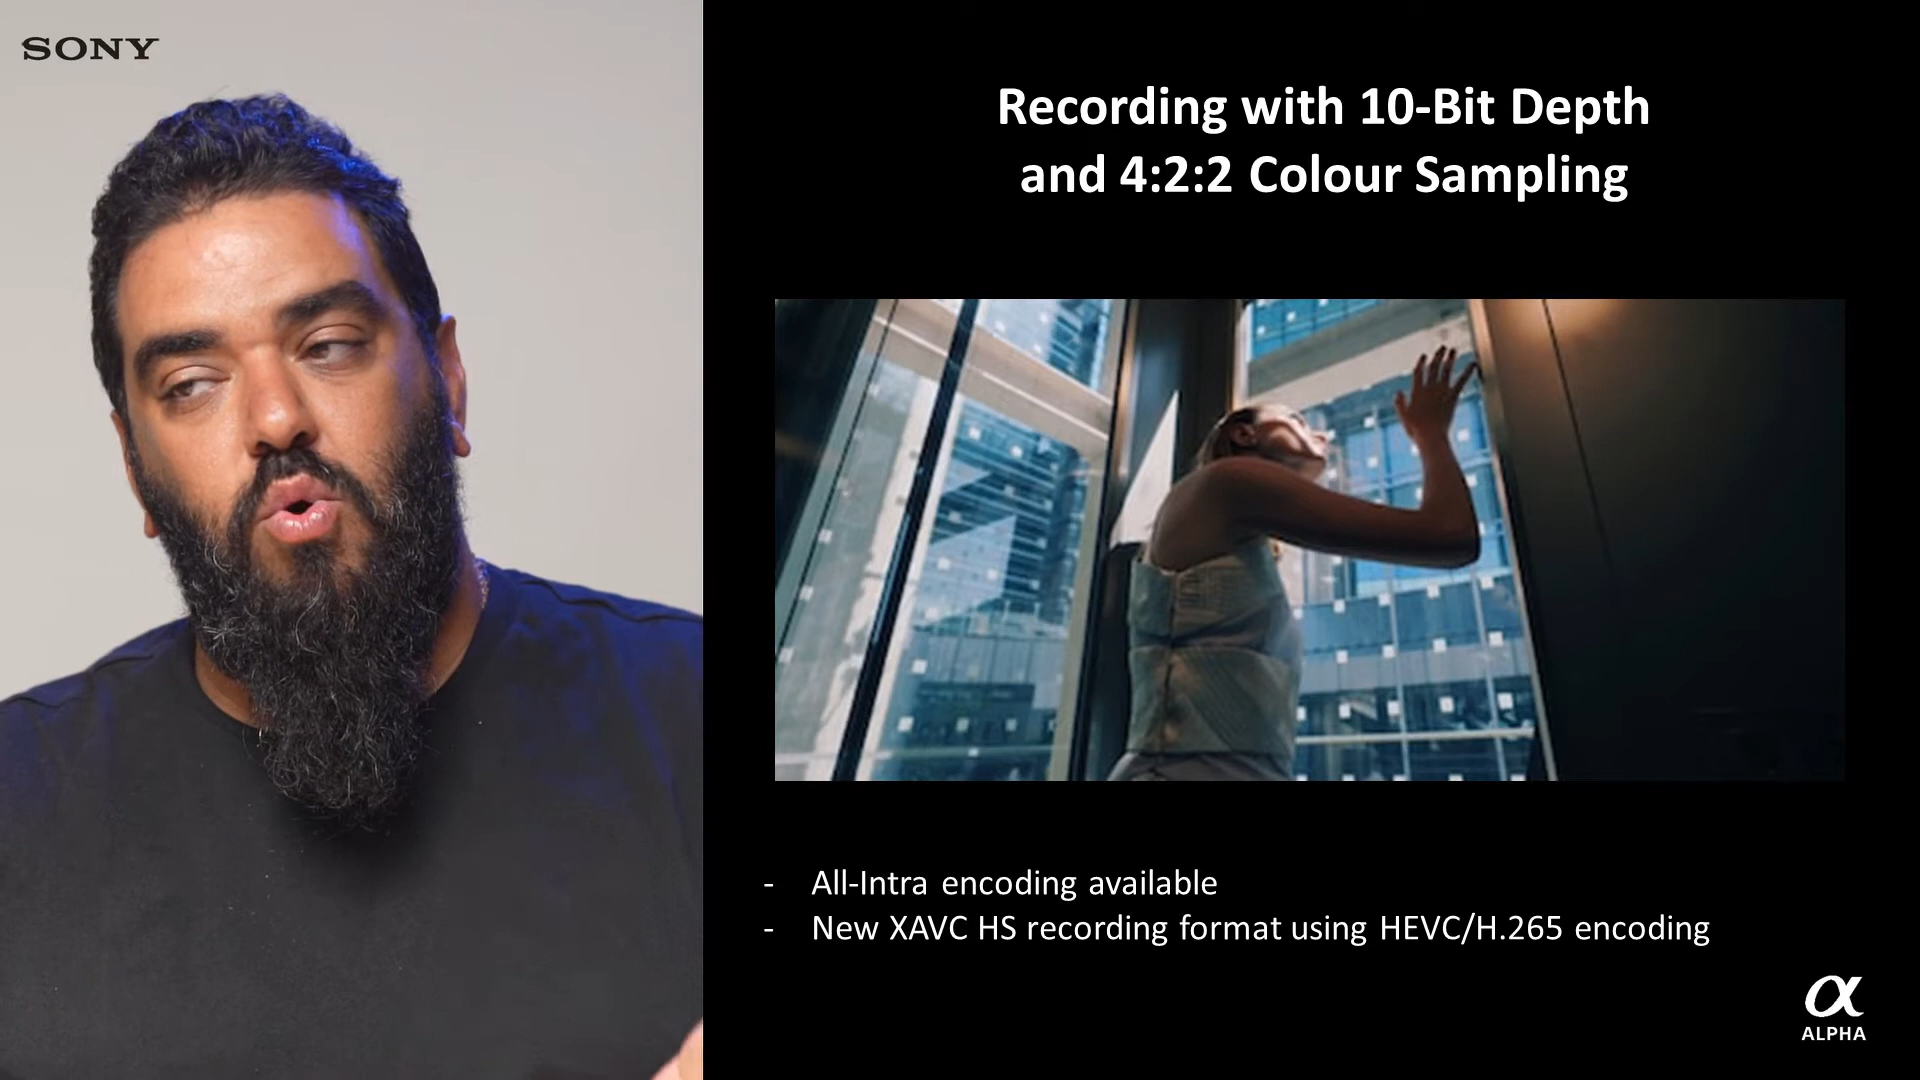 SONY
Recording with 10-Bit Depth
and 4:2:2 Colour Sampling
- All-Intra encoding available
- New XAVC HS recording format using HEVC/H.265 encoding
α
ALPHA